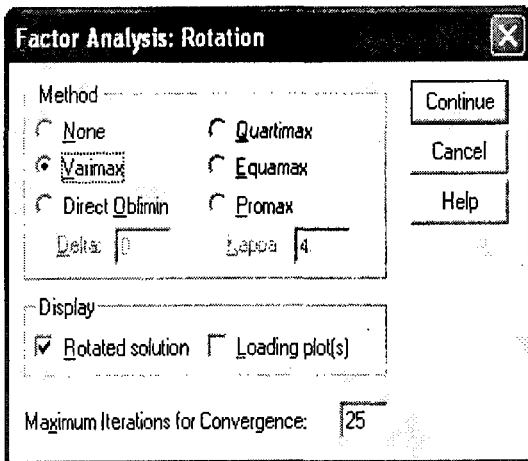 Factor Analysis: Rotation
Method
None
Quartimax
Varimax
Equamax
Direct Oblimin
Promax
Delta: 0
Kappa 4
Continue
Cancel
Help
Display
Rotated solution
Loading plot(s)
Maximum Iterations for Convergence: 25